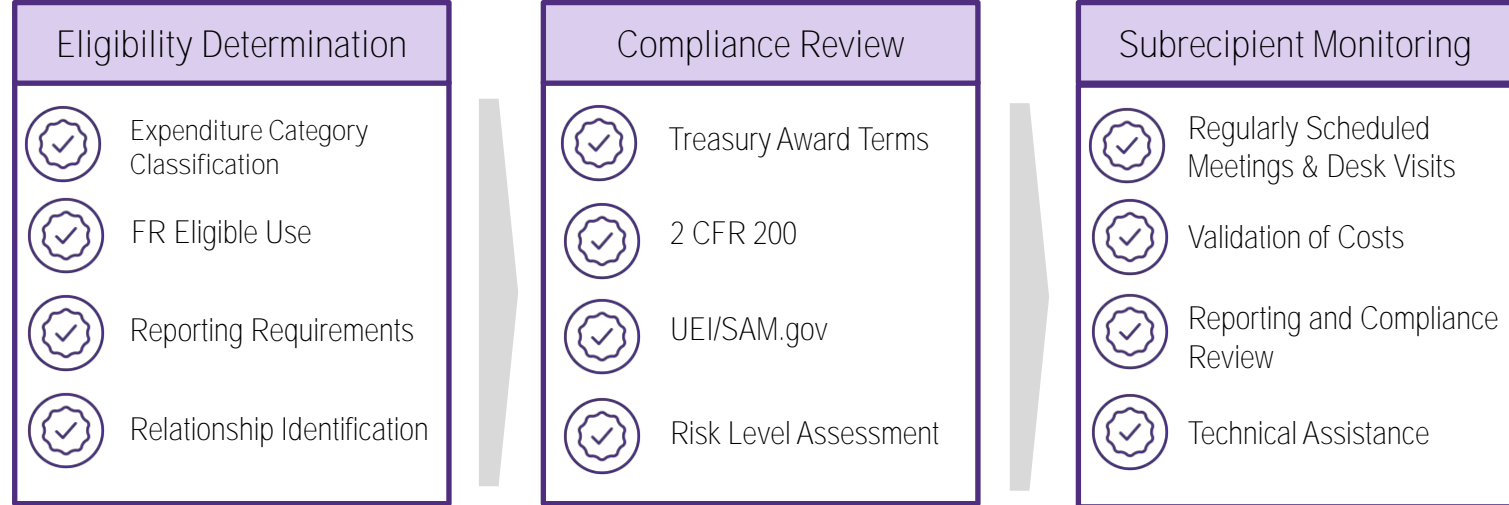 Eligibility Determination
Expenditure Category
Classification
FR Eligible Use
Reporting Requirements
Relationship Identification
Compliance Review
Treasury Award Terms
2 CFR 200
UEI/SAM.gov
Risk Level Assessment
Subrecipient Monitoring
Regularly Scheduled
Meetings & Desk Visits
Validation of Costs
Reporting and Compliance
Review
Technical Assistance